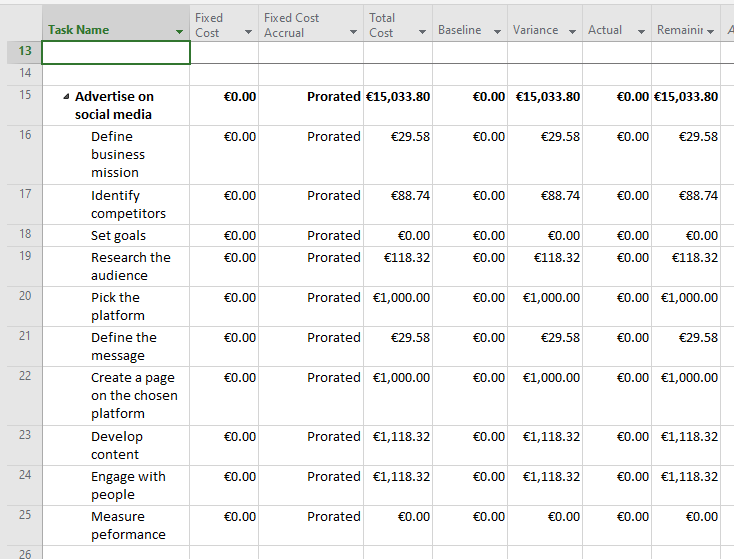 Task Name Fixed Cost Fixed Cost Accrual Total Cost Baseline Variance Actual Remainir A
13
14
15 Advertise on social media €0.00 Prorated €15,033.80 €0.00 €15,033.80 €0.00 €15,033.80
16 Define business mission €0.00 Prorated €29.58 €0.00 €29.58 €0.00 €29.58
17 Identify competitors €0.00 Prorated €88.74 €0.00 €88.74 €0.00 €88.74
18 Set goals €0.00 Prorated €0.00 €0.00 €0.00 €0.00 €0.00
19 Research the audience €0.00 Prorated €118.32 €0.00 €118.32 €0.00 €118.32
20 Pick the platform €0.00 Prorated €1,000.00 €0.00 €1,000.00 €0.00 €1,000.00
21 Define the message €0.00 Prorated €29.58 €0.00 €29.58 €0.00 €29.58
22 Create a page on the chosen platform €0.00 Prorated €1,000.00 €0.00 €1,000.00 €0.00 €1,000.00
23 Develop content €0.00 Prorated €1,118.32 €0.00 €1,118.32 €0.00 €1,118.32
24 Engage with people €0.00 Prorated €1,118.32 €0.00 €1,118.32 €0.00 €1,118.32
25 Measure peformance €0.00 Prorated €0.00 €0.00 €0.00 €0.00 €0.00
26